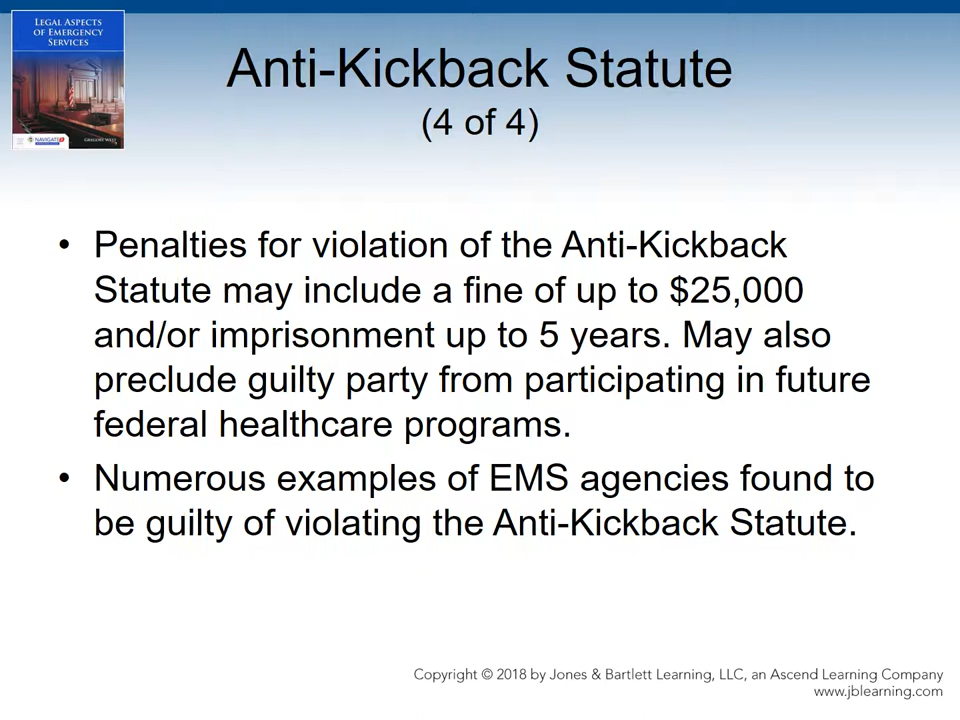 LEGAL ASPECTS
OF EMERGENCY
SERVICES
NAVIGATE
GREGORY WEST
Anti-Kickback Statute
(4 of 4)
• Penalties for violation of the Anti-Kickback
Statute may include a fine of up to $25,000
and/or imprisonment up to 5 years. May also
preclude guilty party from participating in future
federal healthcare programs.
• Numerous examples of EMS agencies found to
be guilty of violating the Anti-Kickback Statute.
Copyright © 2018 by Jones & Bartlett Learning, LLC, an Ascend Learning Company
www.jblearning.com